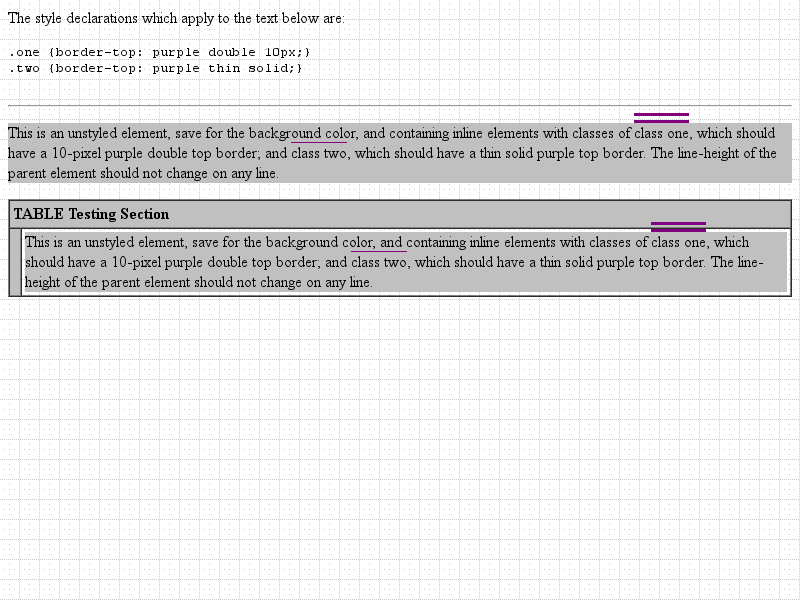 The style declarations which apply to the text below are:
.one {border-top: purple double 10px;}
.two {border-top: purple thin solid;}
This is an unstyled element, save for the background color, and containing inline elements with classes of class one, which should
have a 10-pixel purple double top border; and class two, which should have a thin solid purple top border. The line-height of the
parent element should not change on any line.
TABLE Testing Section
This is an unstyled element, save for the background color, and containing inline elements with classes of class one, which
should have a 10-pixel purple double top border; and class two, which should have a thin solid purple top border. The line-
height of the parent element should not change on any line.